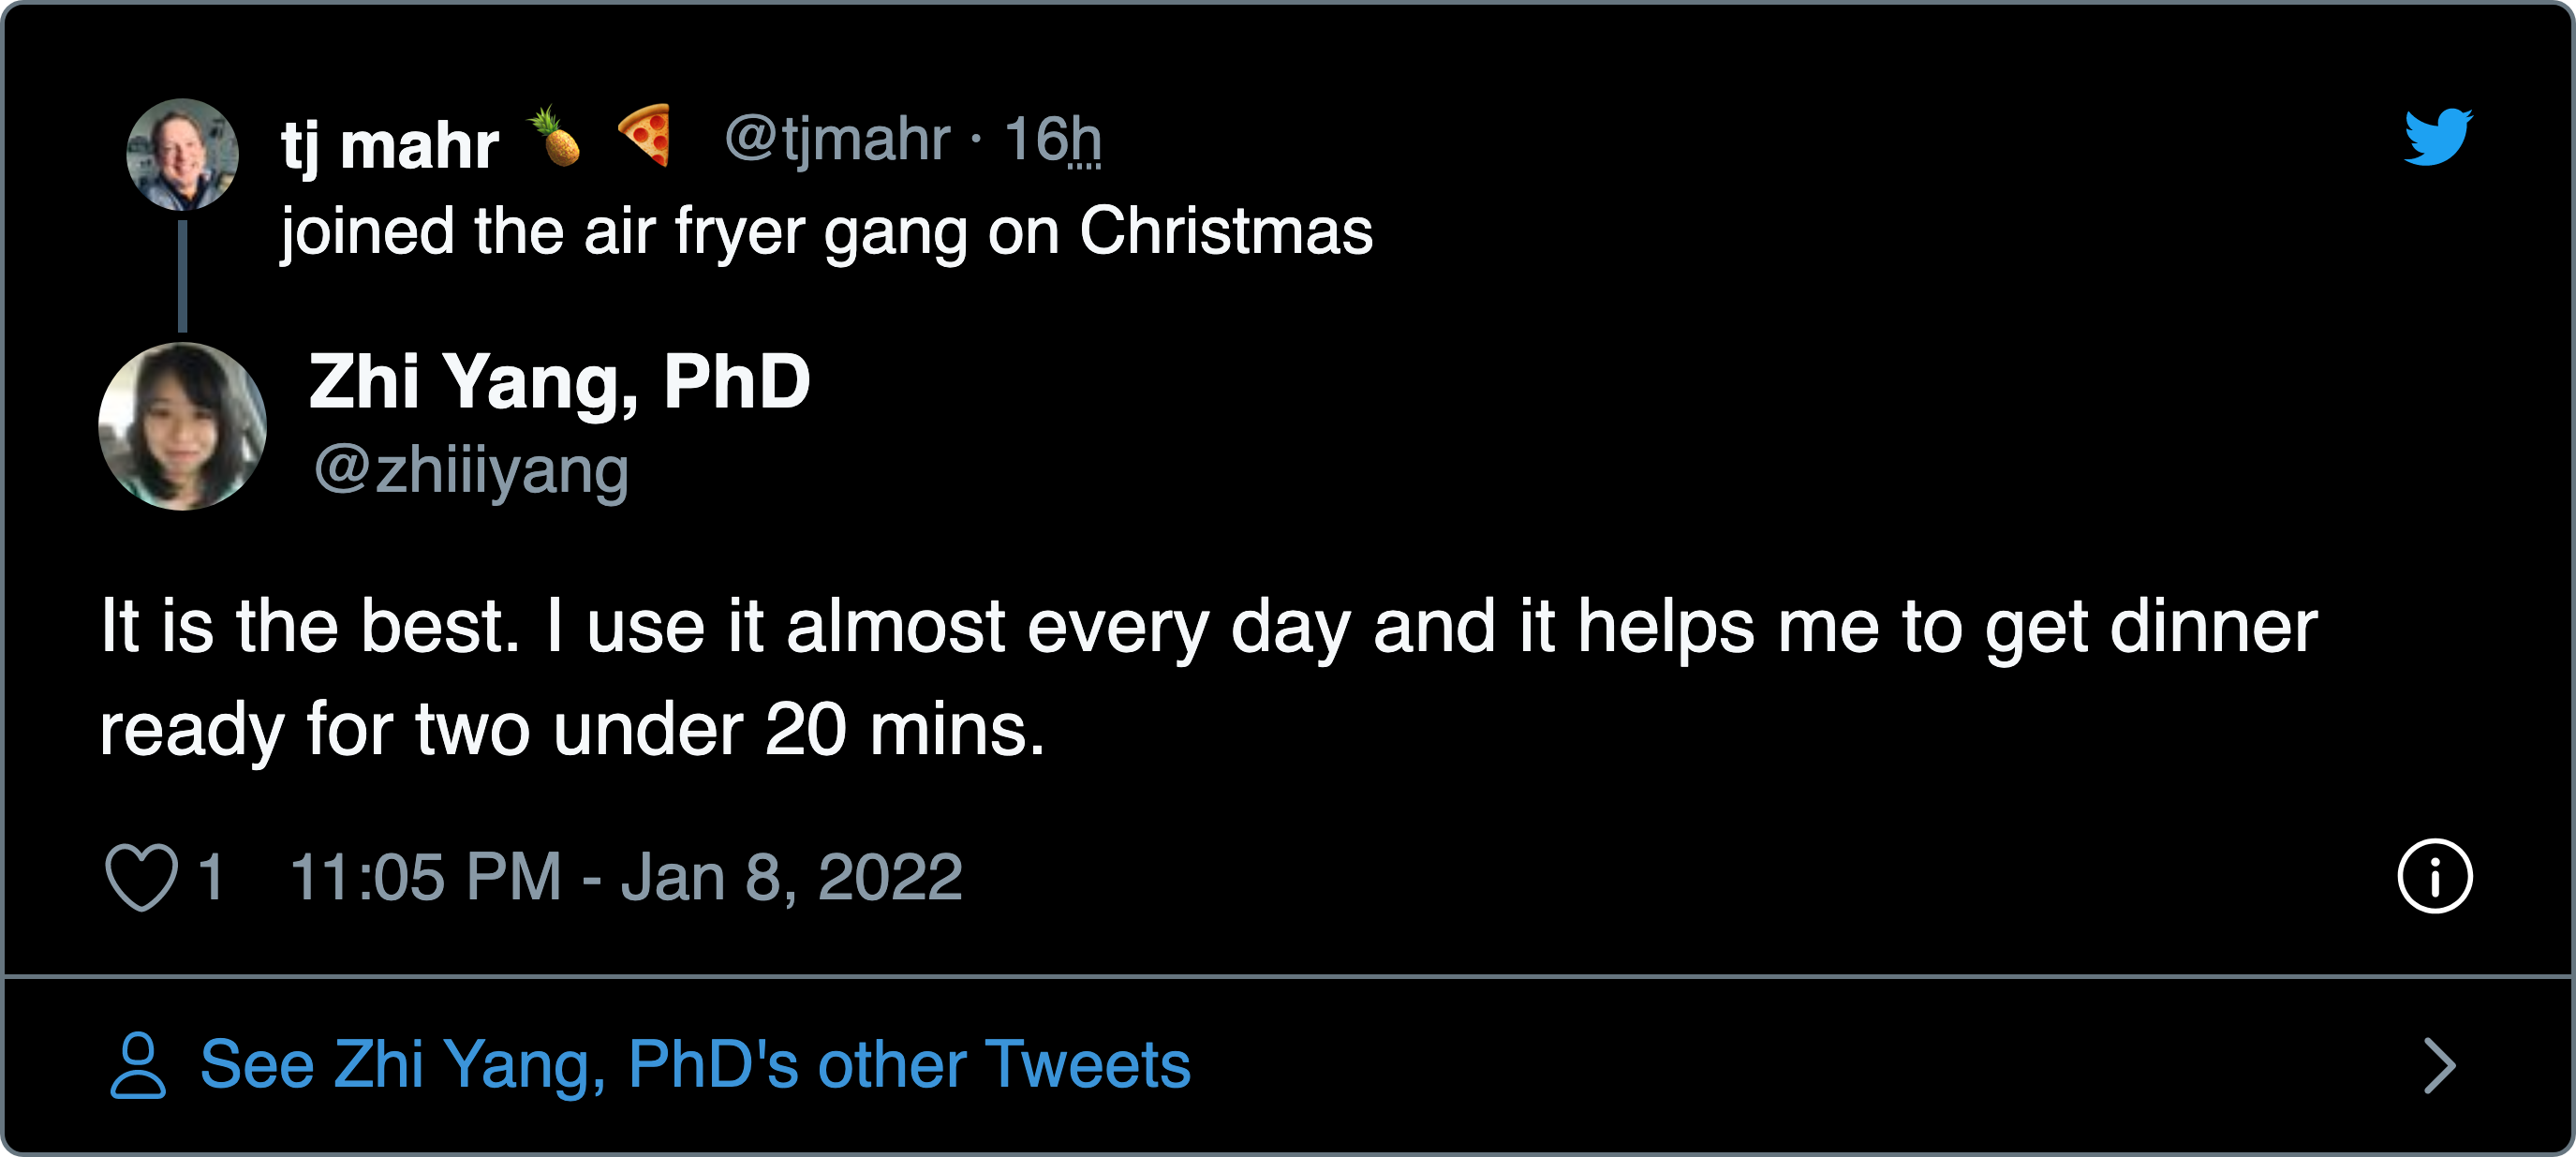 tj mahr 🍍 🍕 @tjmahr · 16h
joined the air fryer gang on Christmas
Zhi Yang, PhD
@zhiiiyang
It is the best. I use it almost every day and it helps me to get dinner
ready for two under 20 mins.
1 11:05 PM - Jan 8, 2022
See Zhi Yang, PhD's other Tweets